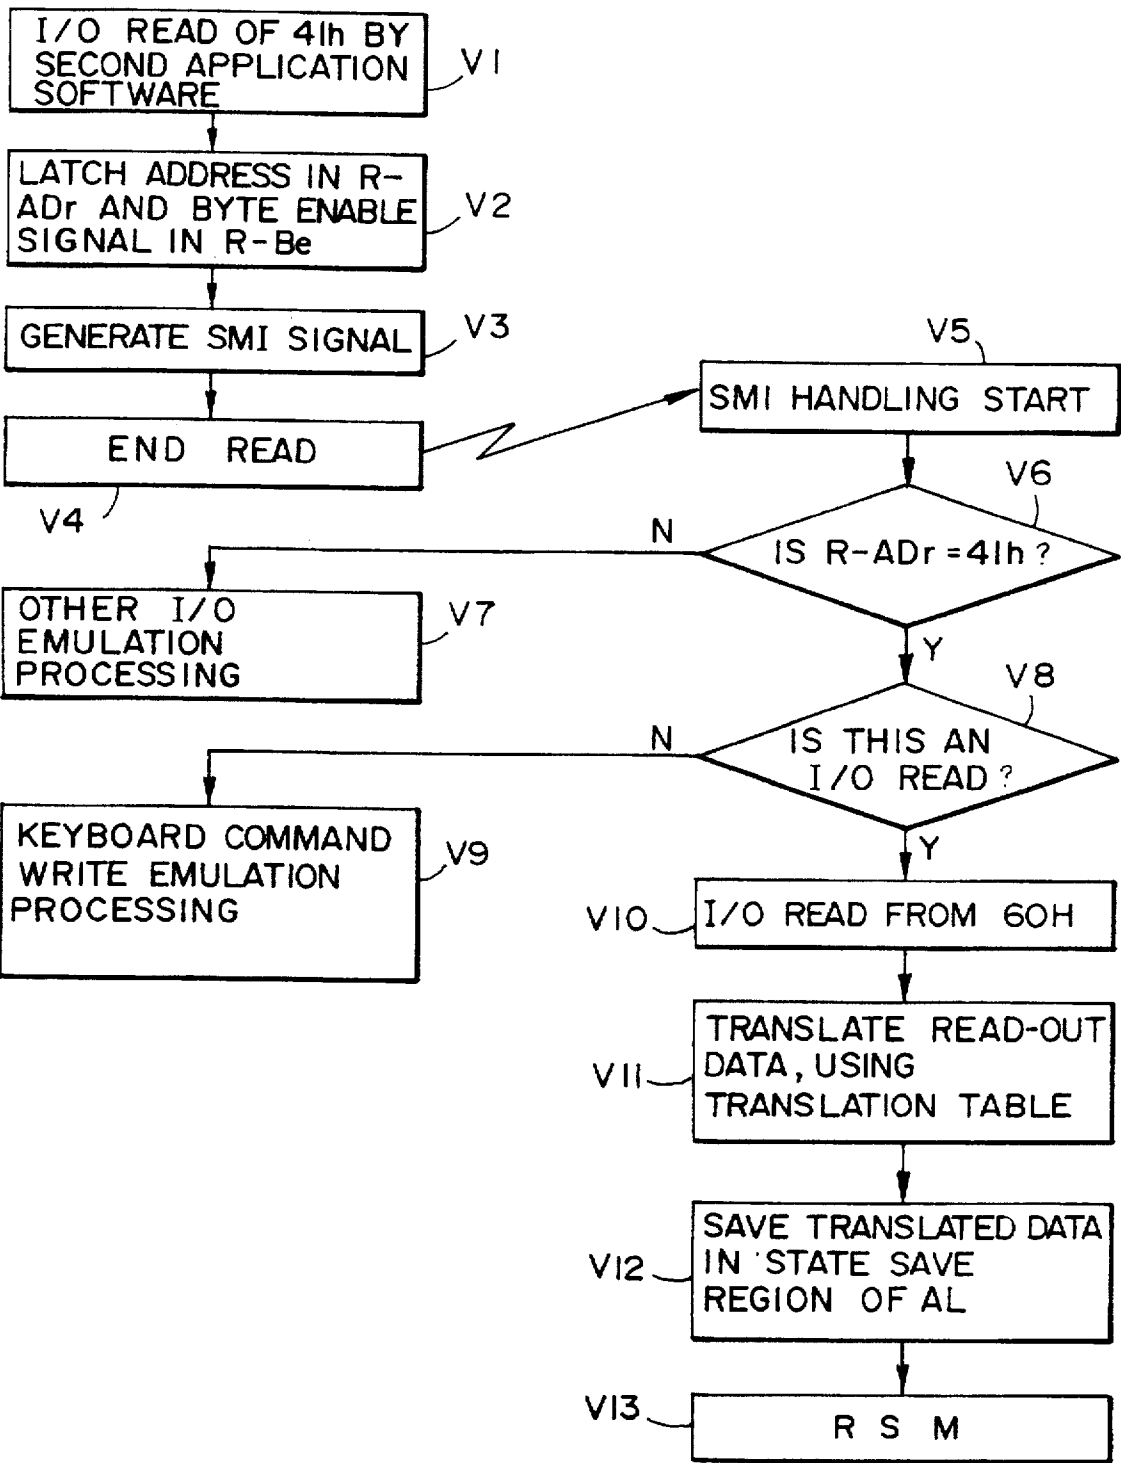 I/O READ OF 41h BY
SECOND APPLICATION
SOFTWARE
V1
LATCH ADDRESS IN R-
ADr AND BYTE ENABLE
SIGNAL IN R-Be
V2
GENERATE SMI SIGNAL
V3
END READ
V4
V5
SMI HANDLING START
V6
IS R-ADr=41h?
N
Y
OTHER I/O
EMULATION
PROCESSING
V7
V8
IS THIS AN
I/O READ?
N
Y
KEYBOARD COMMAND
WRITE EMULATION
PROCESSING
V9
V10
I/O READ FROM 60H
V11
TRANSLATE READ-OUT
DATA, USING
TRANSLATION TABLE
V12
SAVE TRANSLATED DATA
IN STATE SAVE
REGION OF AL
V13
R S M